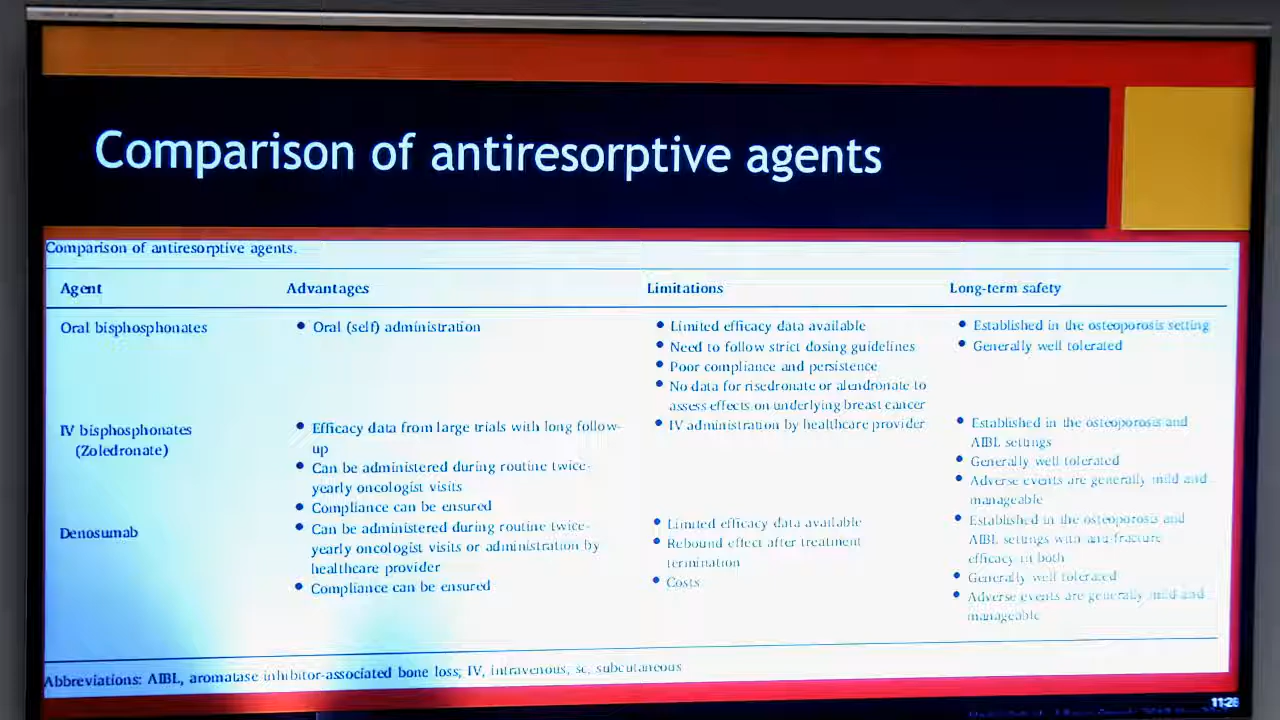 Comparison of antiresorptive agents
Comparison of antiresorptive agents.
Agent Advantages Limitations Long-term safety
Oral bisphosphonates
• Oral (self) administration
• Limited efficacy data available
• Need to follow strict dosing guidelines
• Poor compliance and persistence
• No data for risedronate or alendronate to
assess effects on underlying breast cancer
• Established in the osteoporosis setting
• Generally well tolerated
IV bisphosphonates
(Zoledronate)
• Efficacy data from large trials with long follow-
up
• Can be administered during routine twice-
yearly oncologist visits
• Compliance can be ensured
• IV administration by healthcare provider
• Established in the osteoporosis and
AIBL settings
• Generally well tolerated
• Adverse events are generally mild and
manageable
Denosumab
• Can be administered during routine twice-
yearly oncologist visits or administration by
healthcare provider
• Compliance can be ensured
• Limited efficacy data available
• Rebound effect after treatment
termination
• Costs
• Established in the osteoporosis and
AIBL settings with anti-fracture
efficacy in both
• Generally well tolerated
• Adverse events are generally mild and
manageable
Abbreviations: AIBL, aromatase inhibitor-associated bone loss; IV, intravenous; sc, subcutaneous
11:26